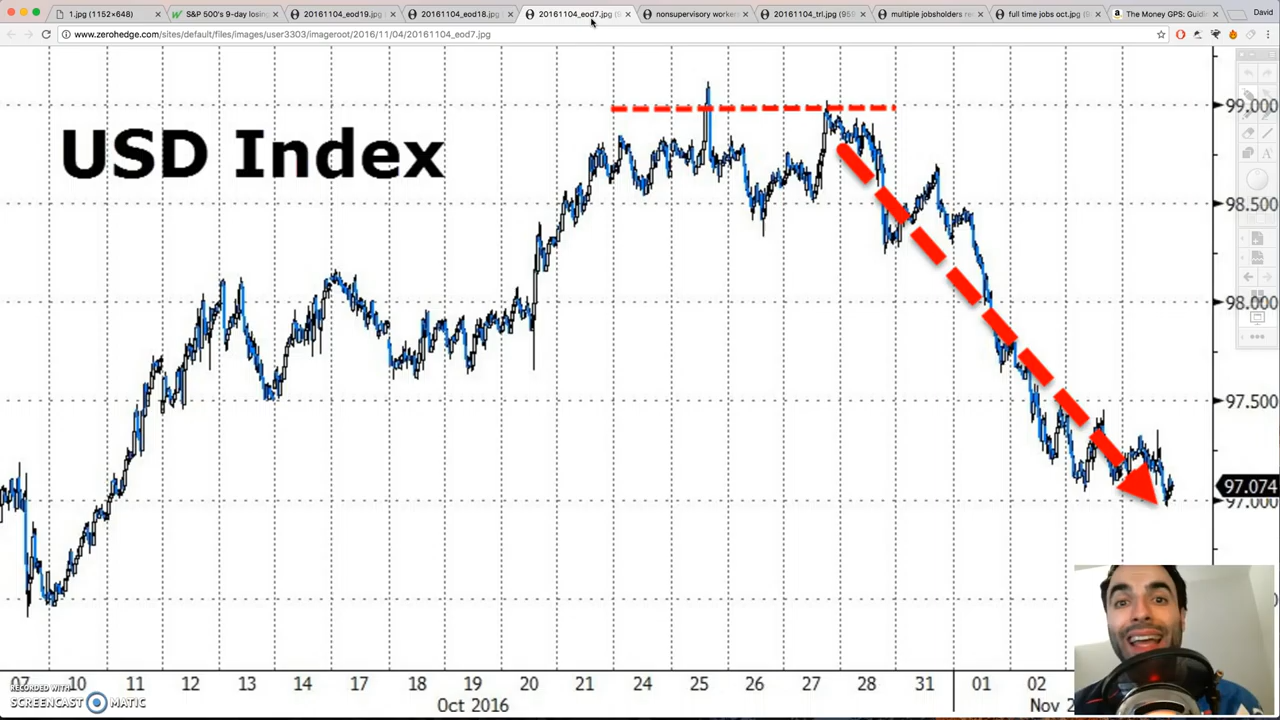 1.jpg (1152×648)
S&P 500's 9-day losing
20161104_eod19.jpg
20161104_eod18.jpg
20161104_eod7.jpg
nonsupervisory workers
20161104_trl.jpg
multiple jobsholders
full time jobs oct.jpg
The Money GPS: Guid
David
www.zerohedge.com/sites/default/files/images/user3303/imageroot/2016/11/04/20161104_eod7.jpg
USD Index
99.000
98.500
98.000
97.500
97.074
97.000
07 10 11 12 13 14 17 18 19 20 21 24 25 26 27 28 31 01 02
Oct 2016
Nov 2
RECORDED WITH
SCREENCAST MATIC